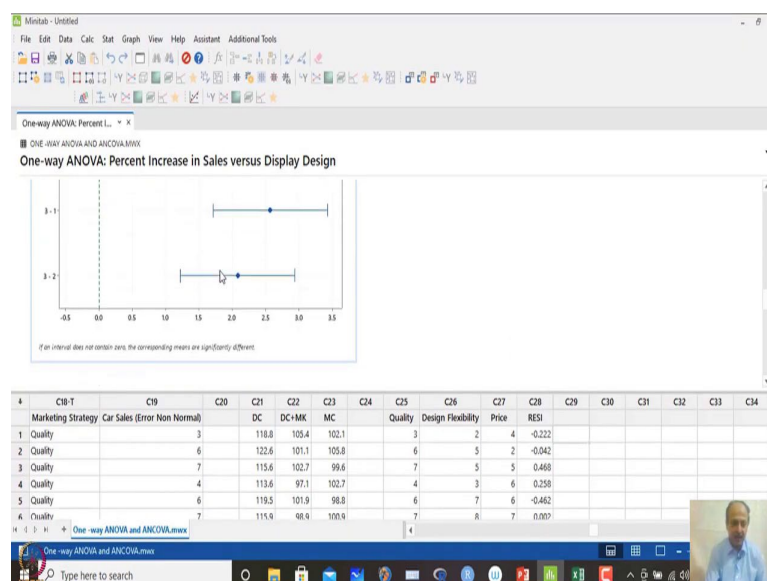 Minitab - Untitled
File Edit Data Calc Stat Graph View Help Assistant Additional Tools
One-way ANOVA: Percent I...
ONE -WAY ANOVA AND ANCOVA.MWX
One-way ANOVA: Percent Increase in Sales versus Display Design
3 - 1
3 - 2
-0.5 0.0 0.5 1.0 1.5 2.0 2.5 3.0 3.5
If an interval does not contain zero, the corresponding means are significantly different.
C18-T C19 C20 C21 C22 C23 C24 C25 C26 C27 C28 C29 C30 C31 C32 C33 C34
Marketing Strategy Car Sales (Error Non Normal) DC DC+MK MC Quality Design Flexibility Price RESI
1 Quality 3 118.8 105.4 102.1 3 2 4 -0.222
2 Quality 6 122.6 101.1 105.8 6 5 2 -0.042
3 Quality 7 115.6 102.7 99.6 7 5 5 0.468
4 Quality 4 113.6 97.1 102.7 4 3 6 0.258
5 Quality 6 119.5 101.9 98.8 6 7 6 -0.462
6 Quality 7 115.9 98.9 100.9 7 8 7 0.002
One -way ANOVA and ANCOVA.mwx
One -way ANOVA and ANCOVA.mwx
Type here to search